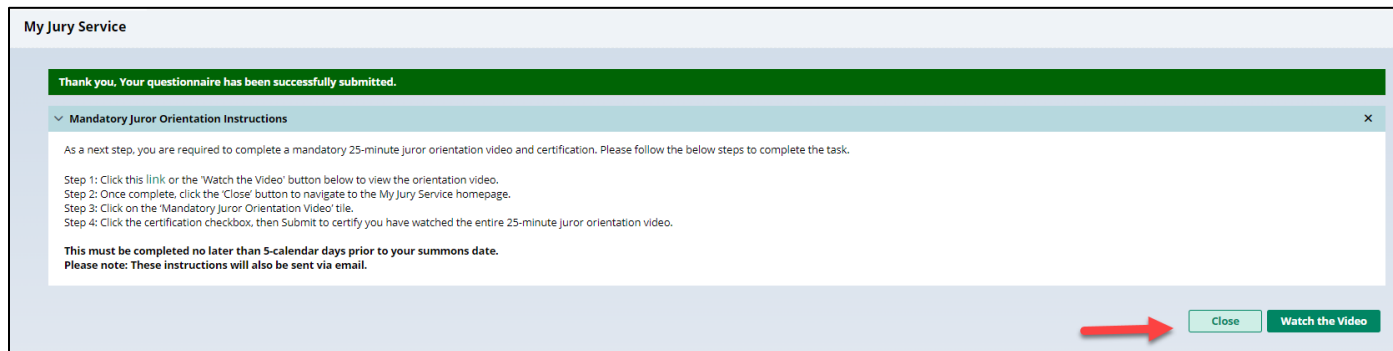 My Jury Service
Thank you, Your questionnaire has been successfully submitted.
Mandatory Juror Orientation Instructions
As a next step, you are required to complete a mandatory 25-minute juror orientation video and certification. Please follow the below steps to complete the task.
Step 1: Click this link or the 'Watch the Video' button below to view the orientation video.
Step 2: Once complete, click the 'Close' button to navigate to the My Jury Service homepage.
Step 3: Click on the 'Mandatory Juror Orientation Video' tile.
Step 4: Click the certification checkbox, then Submit to certify you have watched the entire 25-minute juror orientation video.
This must be completed no later than 5-calendar days prior to your summons date.
Please note: These instructions will also be sent via email.
Close Watch the Video